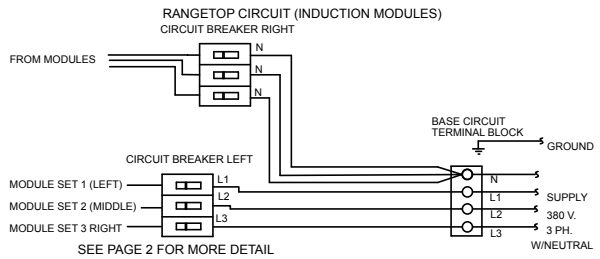 RANGETOP CIRCUIT (INDUCTION MODULES)
CIRCUIT BREAKER RIGHT
N
FROM MODULES
N
N
BASE CIRCUIT
TERMINAL BLOCK
GROUND
CIRCUIT BREAKER LEFT
N
MODULE SET 1 (LEFT)
L1
L1
SUPPLY
MODULE SET 2 (MIDDLE)
L2
L2
380 V.
MODULE SET 3 RIGHT
L3
L3
3 PH.
W/NEUTRAL
SEE PAGE 2 FOR MORE DETAIL